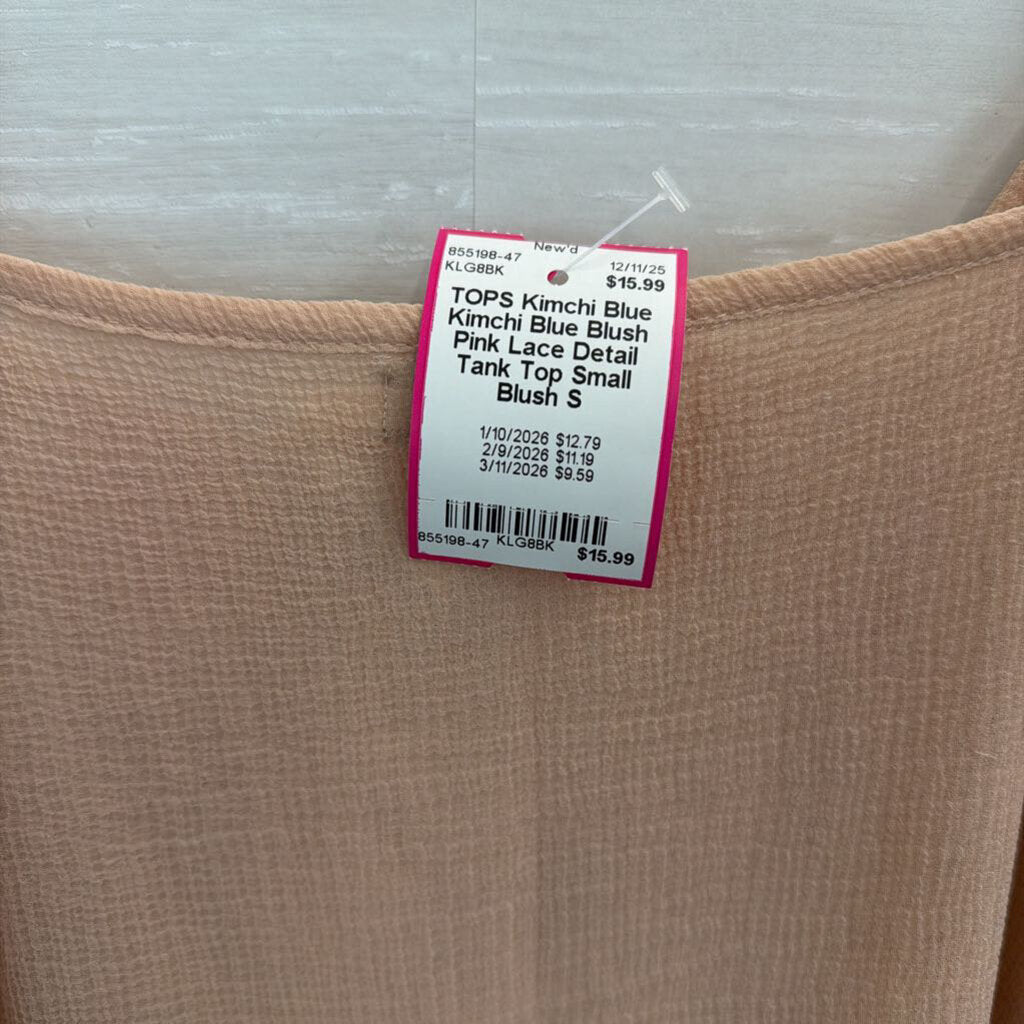 New'd
855198-47 12/11/25
KLG8BK $15.99
TOPS Kimchi Blue
Kimchi Blue Blush
Pink Lace Detail
Tank Top Small
Blush S
1/10/2026 $12.79
2/9/2026 $11.19
3/11/2026 $9.59
855198-47 KLG8BK $15.99